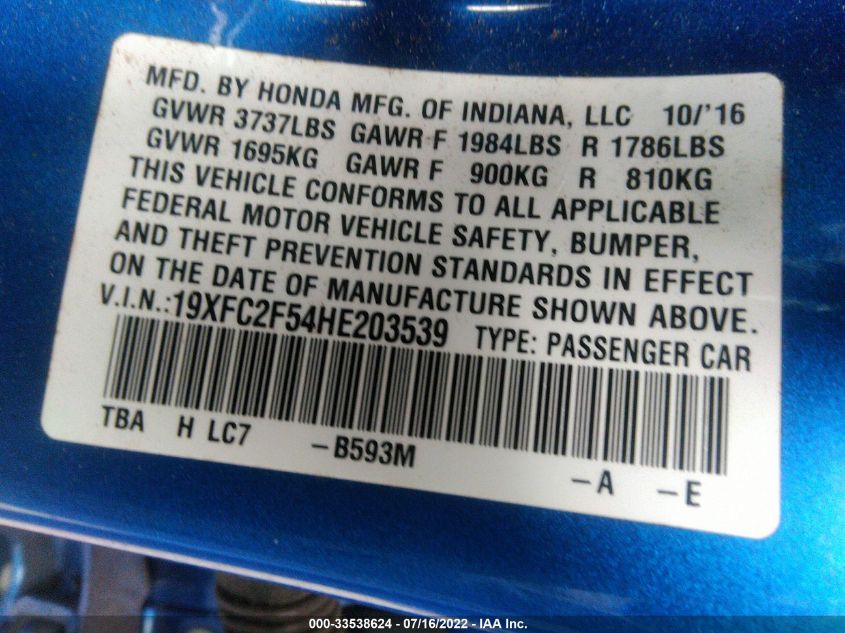 MFD. BY HONDA MFG. OF INDIANA, LLC 10/'16
GVWR 3737LBS GAWR F 1984LBS R 1786LBS
GVWR 1695KG GAWR F 900KG R 810KG
THIS VEHICLE CONFORMS TO ALL APPLICABLE
FEDERAL MOTOR VEHICLE SAFETY, BUMPER,
AND THEFT PREVENTION STANDARDS IN EFFECT
ON THE DATE OF MANUFACTURE SHOWN ABOVE.
V.I.N.:19XFC2F54HE203539 TYPE: PASSENGER CAR
TBA H LC7 -B593M -A -E
000-33538624 - 07/16/2022 - IAA Inc.